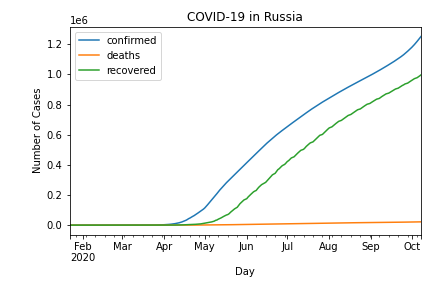 COVID-19 in Russia
1e6
confirmed
deaths
recovered
Number of Cases
1.2
1.0
0.8
0.6
0.4
0.2
0.0
Feb Mar Apr May Jun Jul Aug Sep Oct
2020
Day